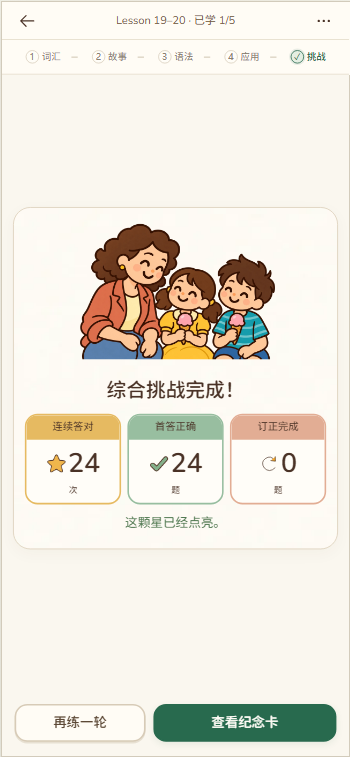 Lesson 19–20 · 已学 1/5
1 词汇 – 2 故事 – 3 语法 – 4 应用 – ✓ 挑战
综合挑战完成！
连续答对 首答正确 订正完成
24 24 0
次 题 题
这颗星已经点亮。
再练一轮 查看纪念卡